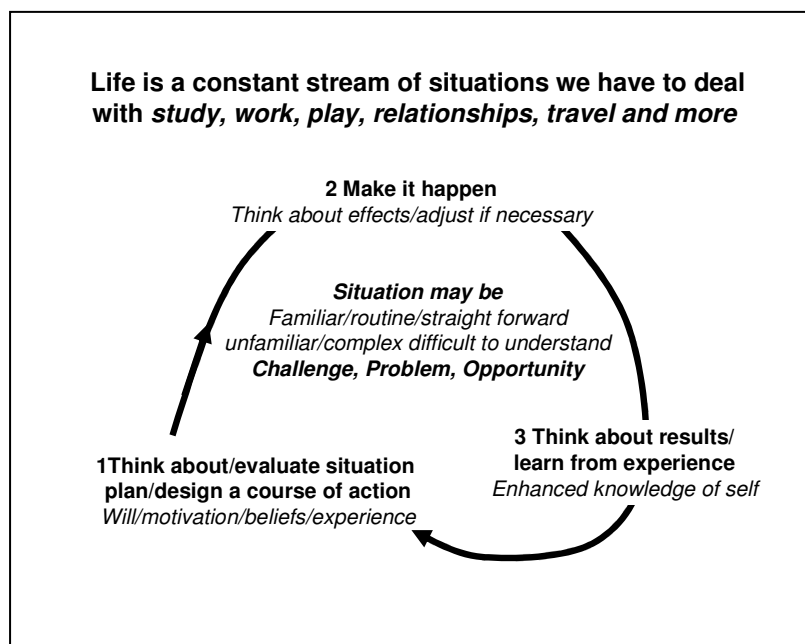 Life is a constant stream of situations we have to deal
with study, work, play, relationships, travel and more
2 Make it happen
Think about effects/adjust if necessary
Situation may be
Familiar/routine/straight forward
unfamiliar/complex difficult to understand
Challenge, Problem, Opportunity
1Think about/evaluate situation
plan/design a course of action
Will/motivation/beliefs/experience
3 Think about results/
learn from experience
Enhanced knowledge of self